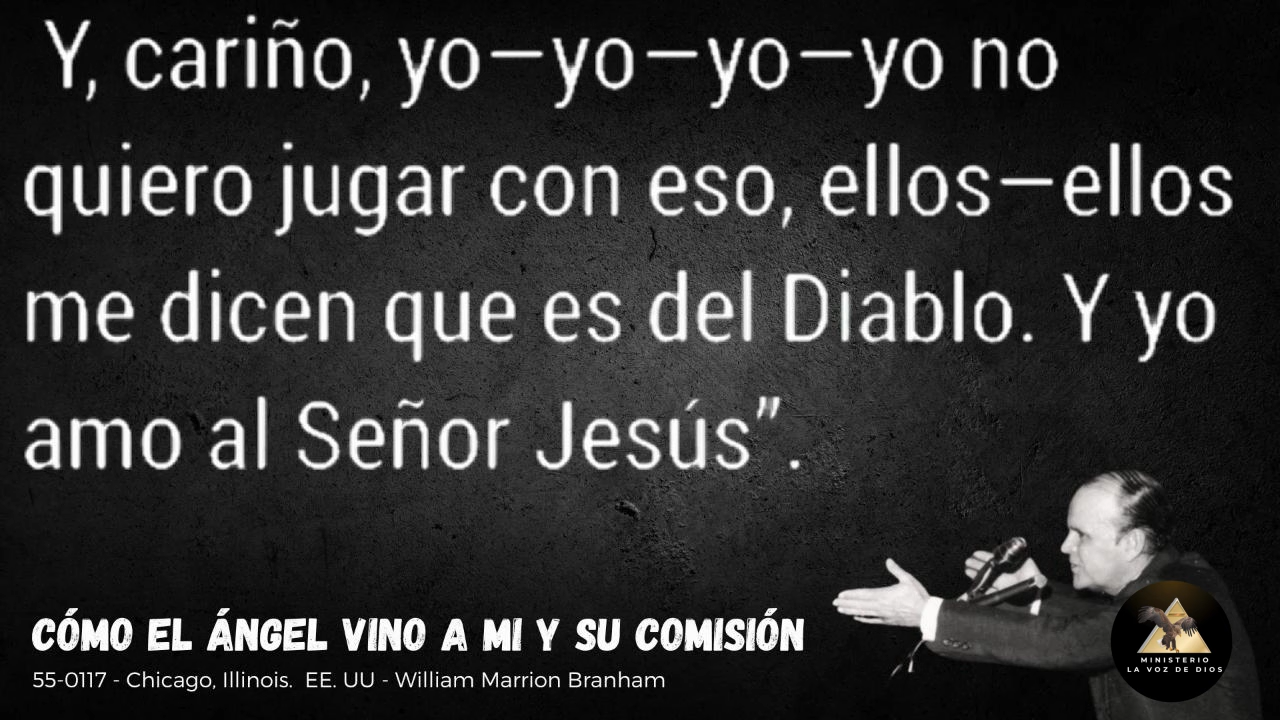 Y, cariño, yo—yo—yo—yo no
quiero jugar con eso, ellos—ellos
me dicen que es del Diablo. Y yo
amo al Señor Jesús”.
CÓMO EL ÁNGEL VINO A MI Y SU COMISIÓN
55-0117 - Chicago, Illinois. EE. UU - William Marrion Branham
MINISTERIO
LA VOZ DE DIOS